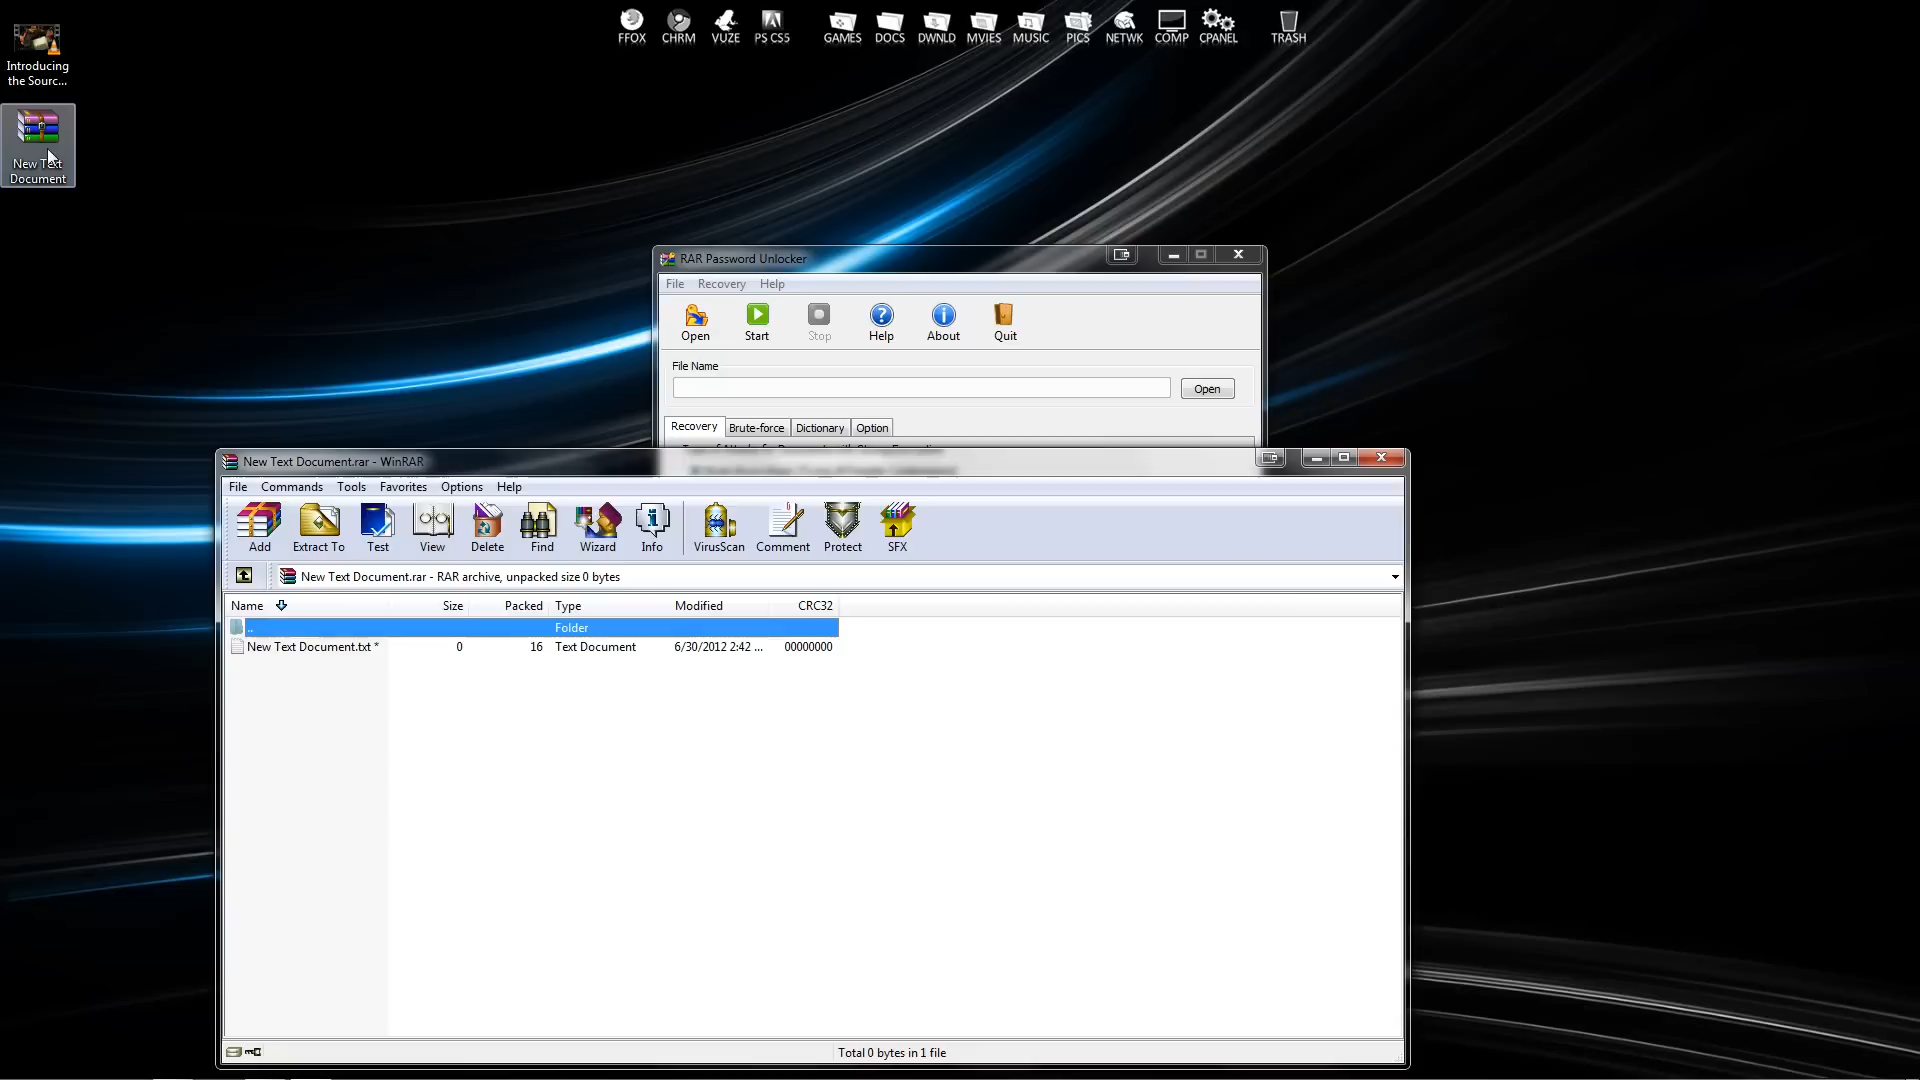 FFOX CHRM VUZE PS CS5 GAMES DOCS DWNLD MVIES MUSIC PICS NETWK COMP CPANEL TRASH
Introducing
the Sourc...
New Text
Document
RAR Password Unlocker
File Recovery Help
Open Start Stop Help About Quit
File Name
Open
Recovery Brute-force Dictionary Option
New Text Document.rar - WinRAR
File Commands Tools Favorites Options Help
Add Extract To Test View Delete Find Wizard Info VirusScan Comment Protect SFX
New Text Document.rar - RAR archive, unpacked size 0 bytes
Name Size Packed Type Modified CRC32
.. Folder
New Text Document.txt * 0 16 Text Document 6/30/2012 2:42 ... 00000000
Total 0 bytes in 1 file